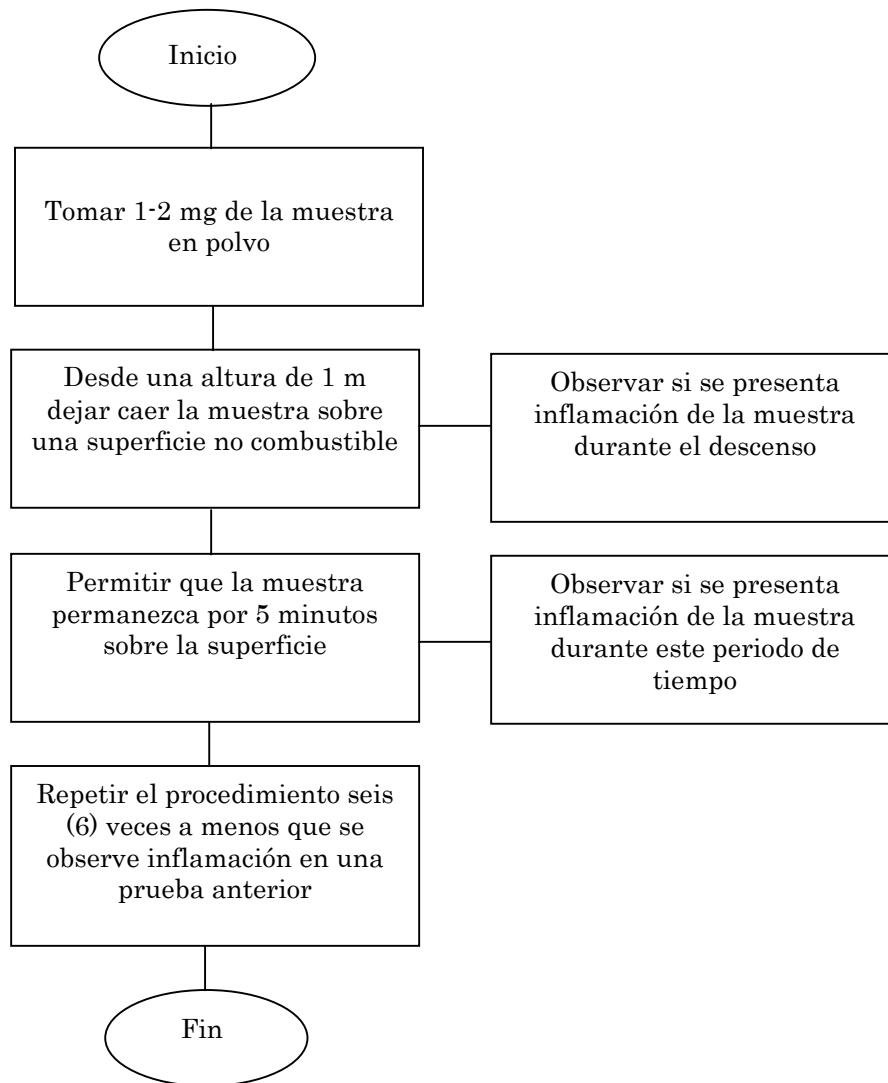 Inicio
Tomar 1-2 mg de la muestra
en polvo
Desde una altura de 1 m
dejar caer la muestra sobre
una superficie no combustible
Observar si se presenta
inflamación de la muestra
durante el descenso
Permitir que la muestra
permanezca por 5 minutos
sobre la superficie
Observar si se presenta
inflamación de la muestra
durante este periodo de
tiempo
Repetir el procedimiento seis
(6) veces a menos que se
observe inflamación en una
prueba anterior
Fin